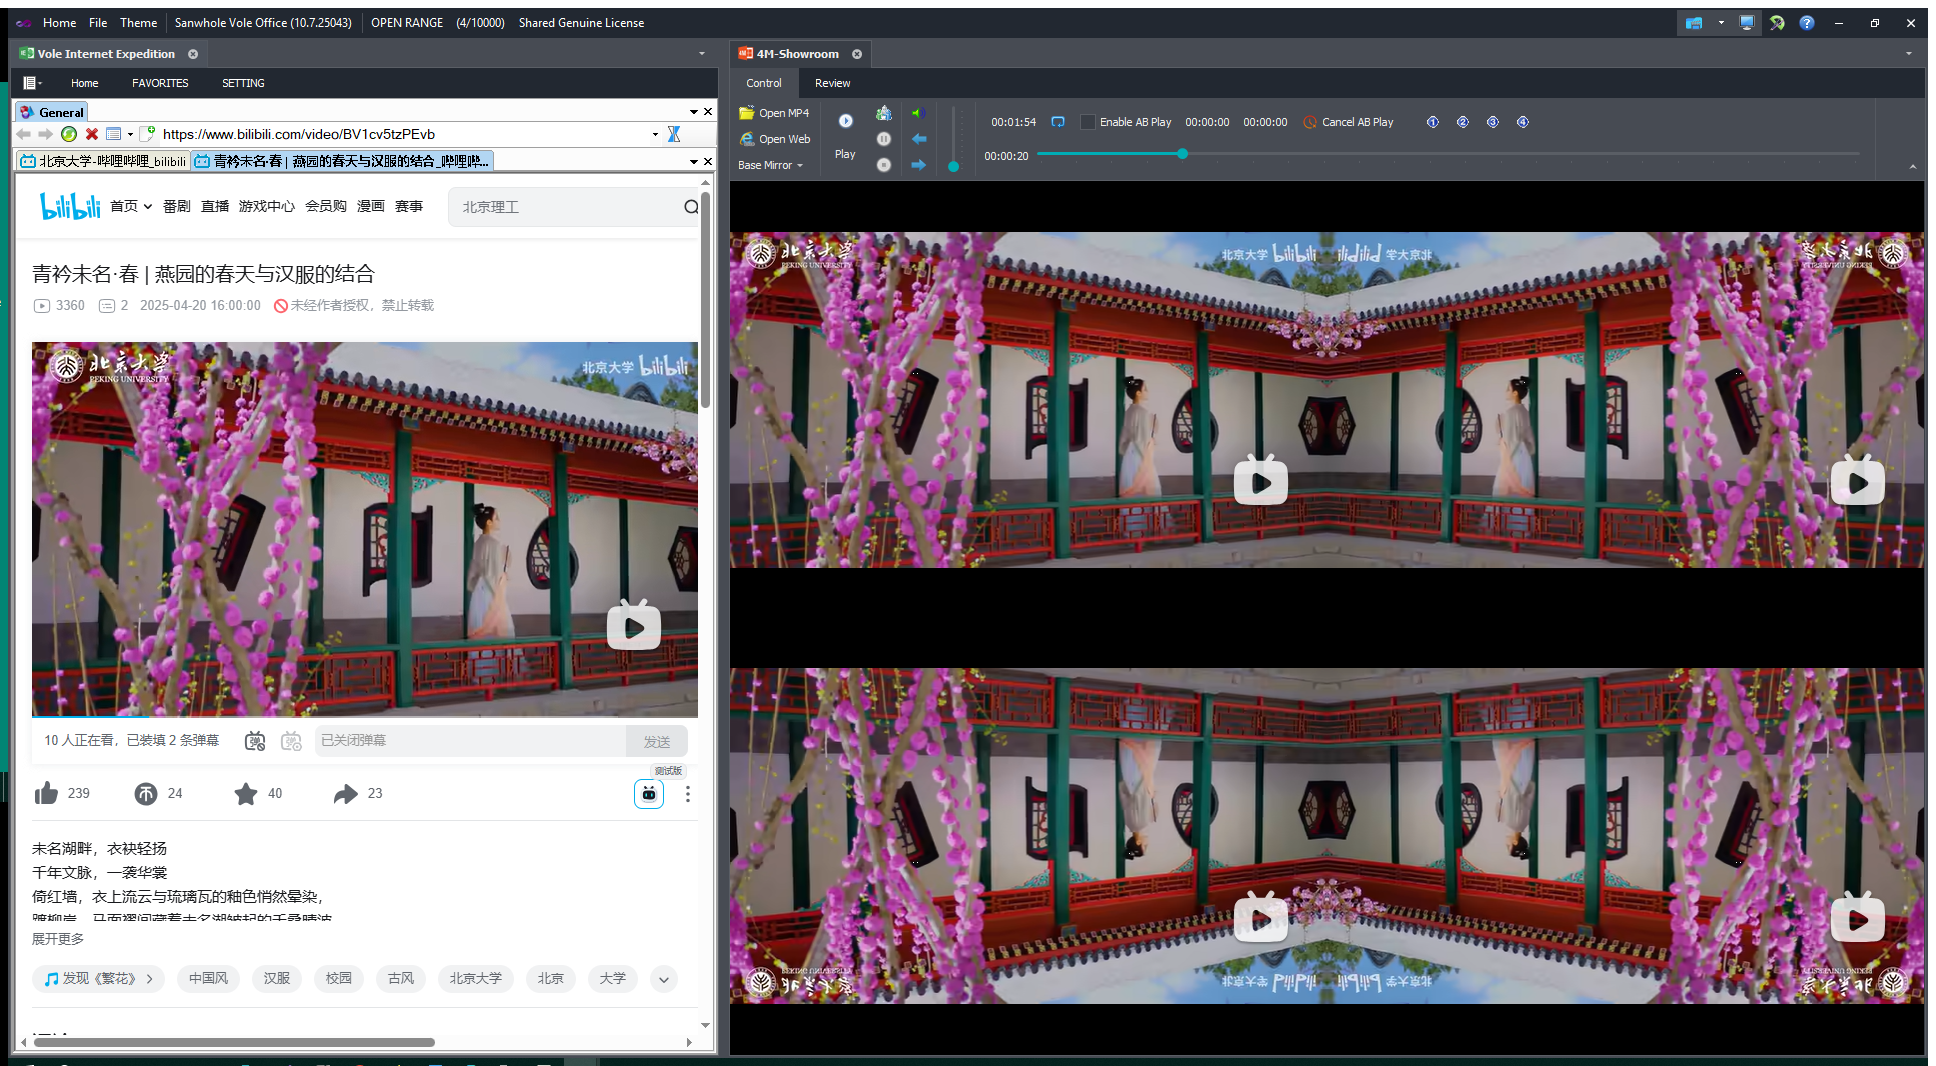 Home File Theme Sanwhole Vole Office (10.7.25043) OPEN RANGE (4/10000) Shared Genuine License
Vole Internet Expedition
Home FAVORITES SETTING
General
https://www.bilibili.com/video/BV1cv5tzPEvb
北京大学-哔哩哔哩_bilibili 青衿未名·春 | 燕园的春天与汉服的结合_哔哩哔...
bilibili 首页 番剧 直播 游戏中心 会员购 漫画 赛事 北京理工
青衿未名·春 | 燕园的春天与汉服的结合
3360 2 2025-04-20 16:00:00 未经作者授权，禁止转载
北京大学 北京大学 bilibili
PEKING UNIVERSITY
10 人正在看，已装填 2 条弹幕 已关闭弹幕 发送
测试版
239 24 40 23
未名湖畔，衣袂轻扬
千年文脉，一袭华裳
倚红墙，衣上流云与琉璃瓦的釉色悄然晕染，
展开更多
发现《繁花》 中国风 汉服 校园 古风 北京大学 北京 大学
4M-Showroom
Control Review
Open MP4
Open Web
Base Mirror
Play
00:01:54 Enable AB Play 00:00:00 00:00:00 Cancel AB Play 1 2 3 4
00:00:20
北京大学 北京大学 bilibili
PEKING UNIVERSITY